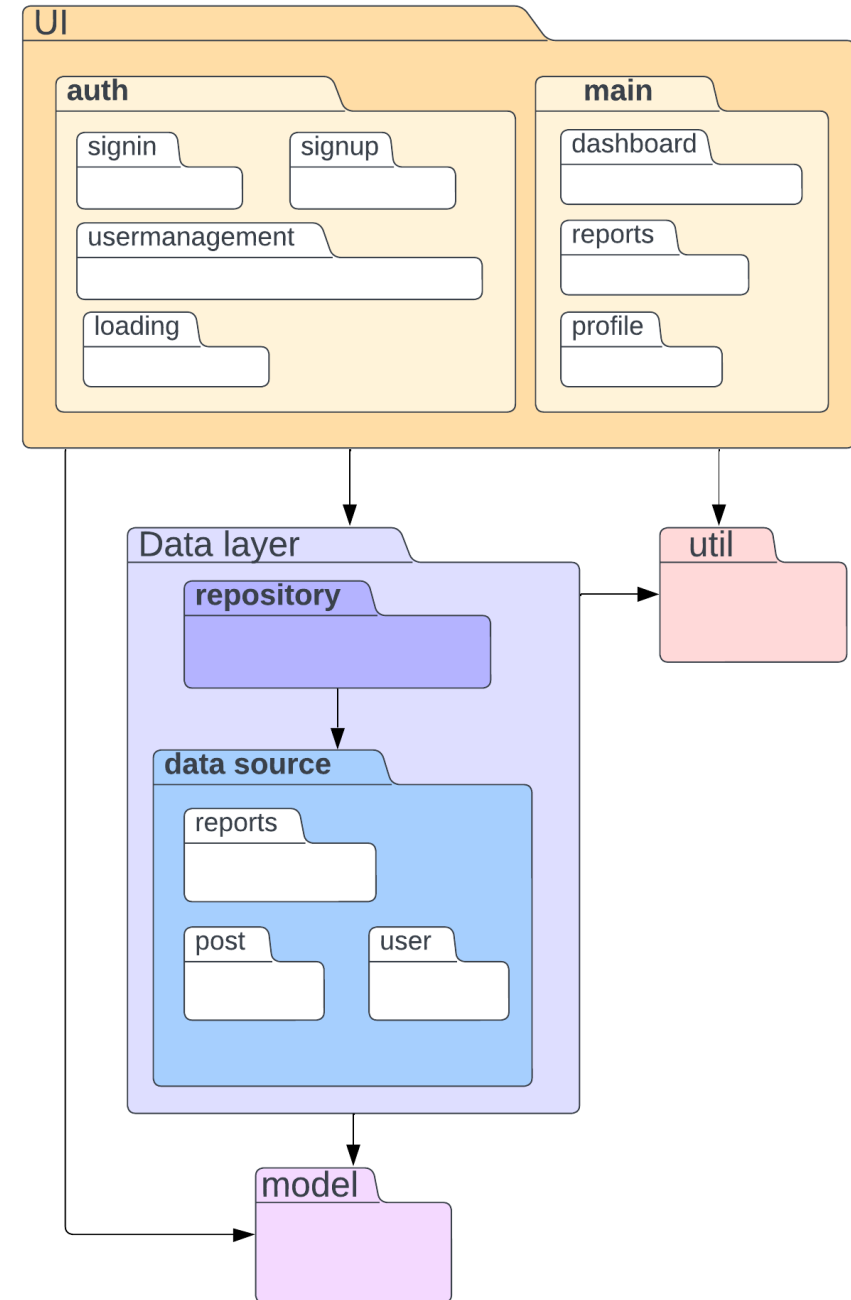 UI
auth
main
signin
signup
dashboard
usermanagement
reports
loading
profile
Data layer
util
repository
data source
reports
post
user
model